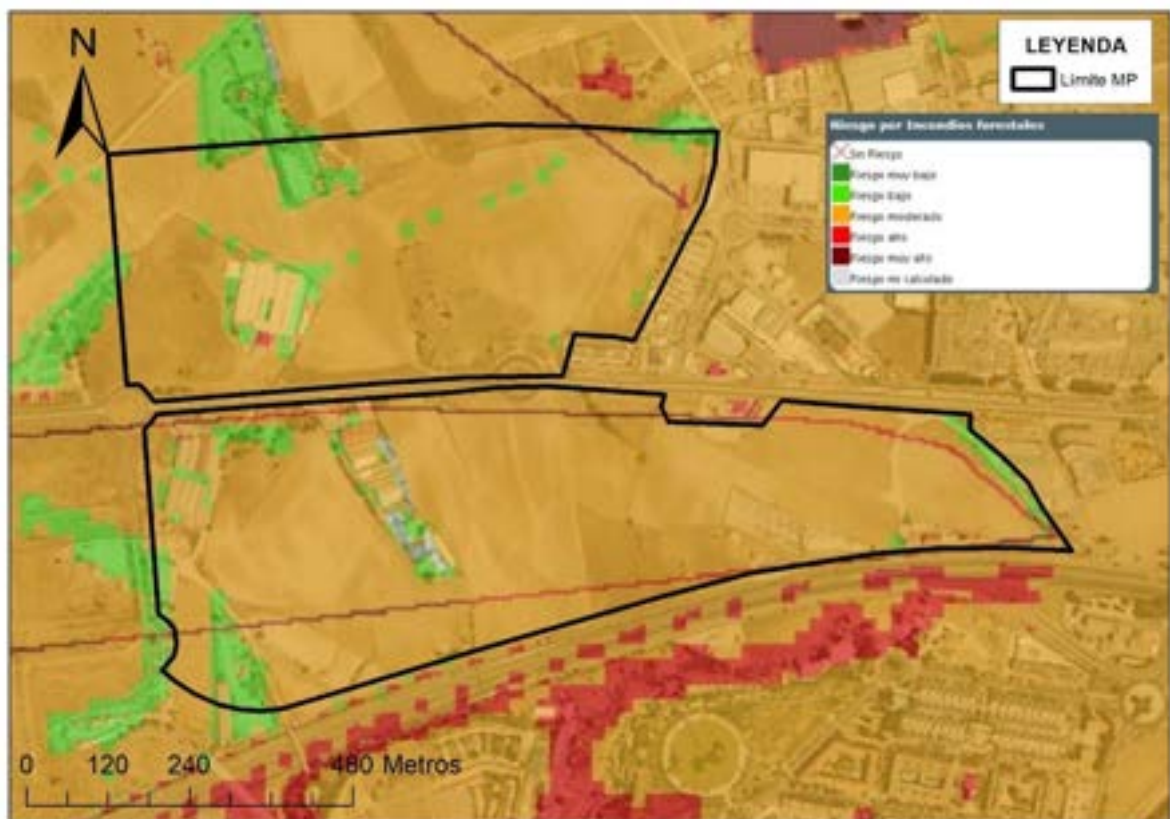 N
LEYENDA
Límite MP
Riesgo por Incendios forestales
Sin Riesgo
Riesgo muy bajo
Riesgo bajo
Riesgo moderado
Riesgo alto
Riesgo muy alto
Riesgo no calculado
0 120 240 480 Metros